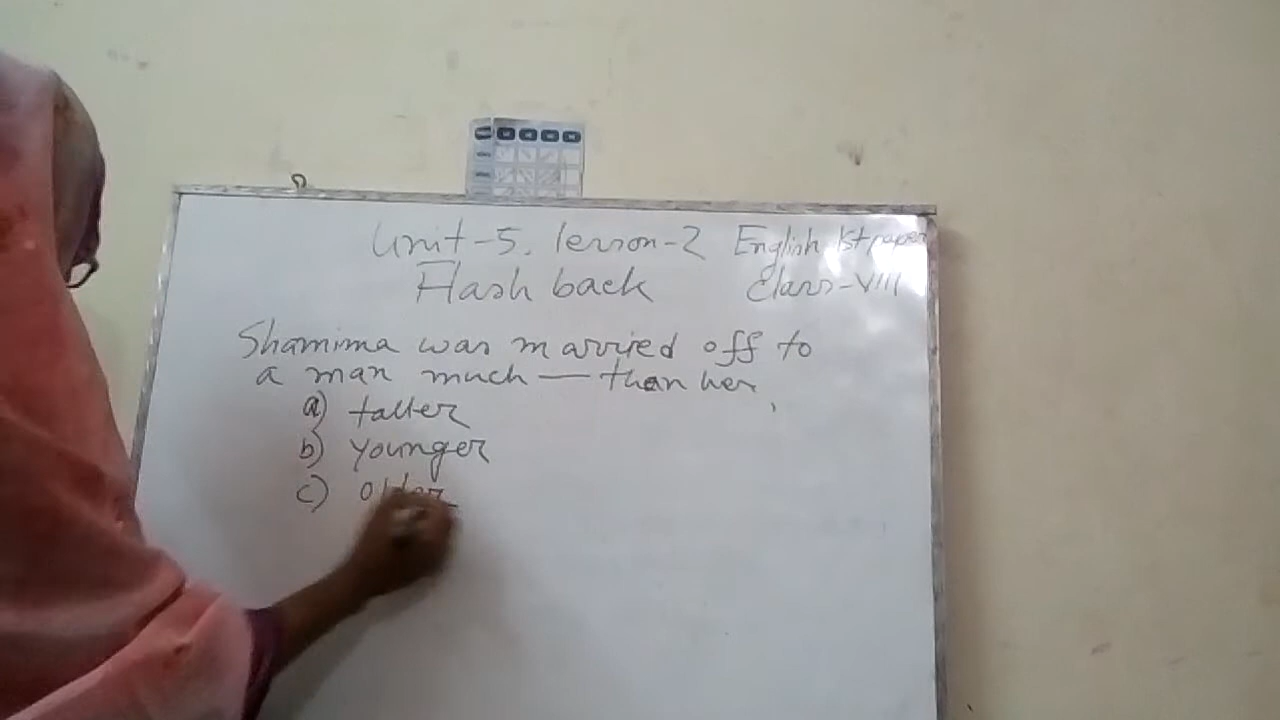 Unit-5. lesson-2 English 1st paper
Flash back Class-VIII
Shamima was married off to
a man much — than her,
a) taller
b) younger
c) older